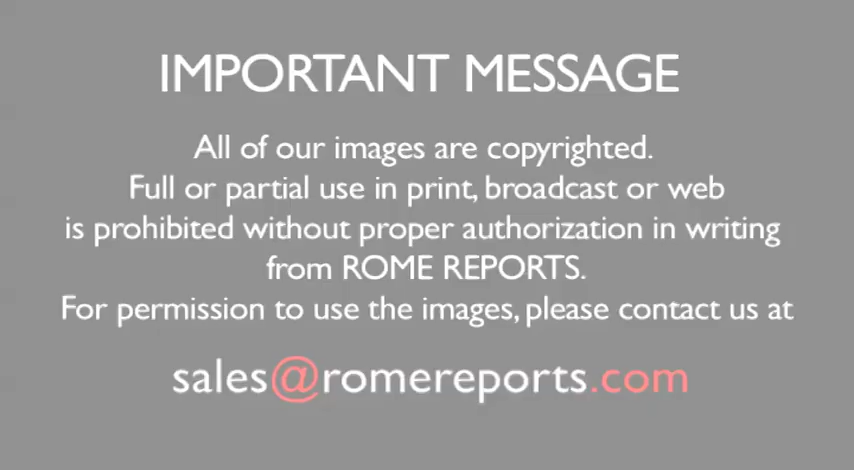 IMPORTANT MESSAGE
All of our images are copyrighted.
Full or partial use in print, broadcast or web
is prohibited without proper authorization in writing
from ROME REPORTS.
For permission to use the images, please contact us at
sales@romereports.com